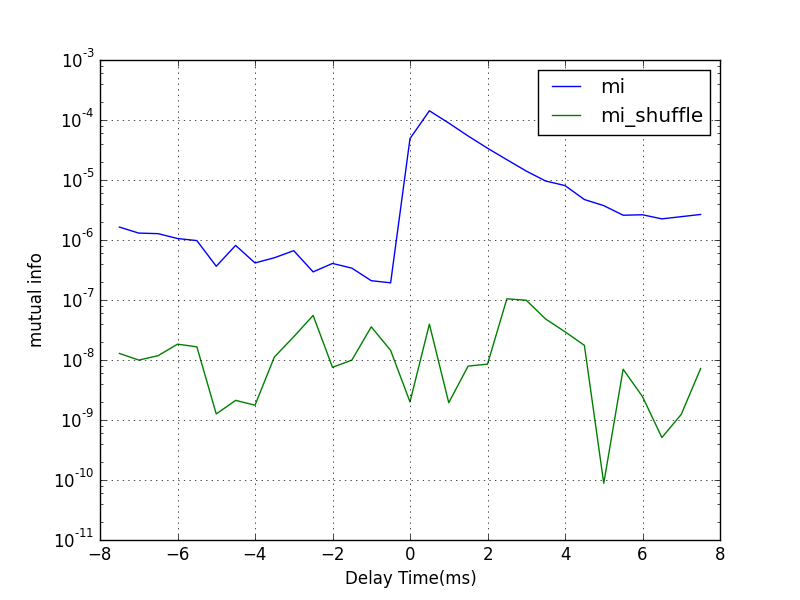 10^-3
10^-4
10^-5
10^-6
10^-7
10^-8
10^-9
10^-10
10^-11
mutual info
mi
mi_shuffle
−8 −6 −4 −2 0 2 4 6 8
Delay Time(ms)